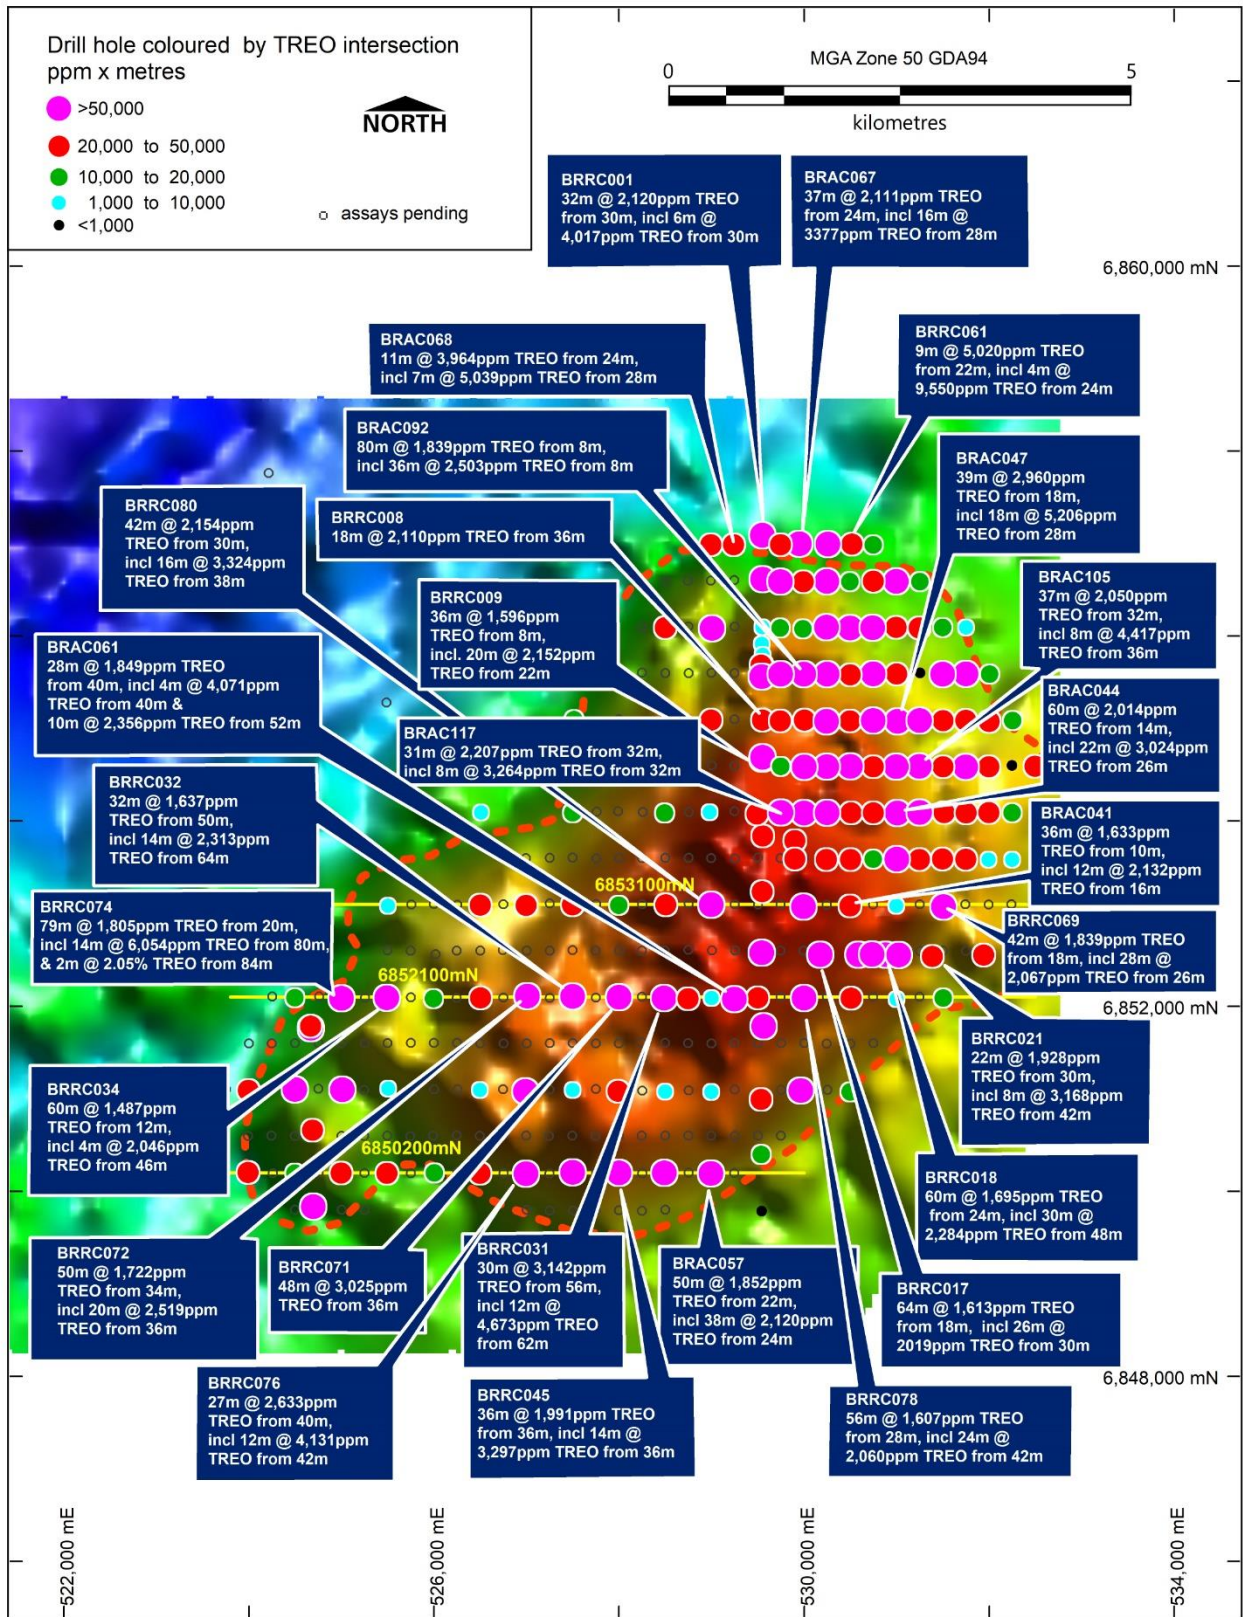 Drill hole coloured by TREO intersection
ppm x metres
>50,000
20,000 to 50,000
10,000 to 20,000
1,000 to 10,000
<1,000
NORTH
assays pending
MGA Zone 50 GDA94
0
5
kilometres
BRRC001
32m @ 2,120ppm TREO
from 30m, incl 6m @
4,017ppm TREO from 30m
BRAC067
37m @ 2,111ppm TREO
from 24m, incl 16m @
3377ppm TREO from 28m
6,860,000 mN
BRAC068
11m @ 3,964ppm TREO from 24m,
incl 7m @ 5,039ppm TREO from 28m
BRRC061
9m @ 5,020ppm TREO
from 22m, incl 4m @
9,550ppm TREO from 24m
BRAC092
80m @ 1,839ppm TREO from 8m,
incl 36m @ 2,503ppm TREO from 8m
BRAC047
39m @ 2,960ppm
TREO from 18m,
incl 18m @ 5,206ppm
TREO from 28m
BRRC080
42m @ 2,154ppm
TREO from 30m,
incl 16m @ 3,324ppm
TREO from 38m
BRRC008
18m @ 2,110ppm TREO from 36m
BRAC105
37m @ 2,050ppm
TREO from 32m,
incl 8m @ 4,417ppm
TREO from 36m
BRRC009
36m @ 1,596ppm
TREO from 8m,
incl. 20m @ 2,152ppm
TREO from 22m
BRAC061
28m @ 1,849ppm TREO
from 40m, incl 4m @ 4,071ppm
TREO from 40m &
10m @ 2,356ppm TREO from 52m
BRAC044
60m @ 2,014ppm
TREO from 14m,
incl 22m @ 3,024ppm
TREO from 26m
BRAC117
31m @ 2,207ppm TREO from 32m,
incl 8m @ 3,264ppm TREO from 32m
BRRC032
32m @ 1,637ppm
TREO from 50m,
incl 14m @ 2,313ppm
TREO from 64m
BRAC041
36m @ 1,633ppm
TREO from 10m,
incl 12m @ 2,132ppm
TREO from 16m
6853100mN
BRRC074
79m @ 1,805ppm TREO from 20m,
incl 14m @ 6,054ppm TREO from 80m,
& 2m @ 2.05% TREO from 84m
BRRC069
42m @ 1,839ppm TREO
from 18m, incl 28m @
2,067ppm TREO from 26m
6852100mN
6,852,000 mN
BRRC021
22m @ 1,928ppm
TREO from 30m,
incl 8m @ 3,168ppm
TREO from 42m
BRRC034
60m @ 1,487ppm
TREO from 12m,
incl 4m @ 2,046ppm
TREO from 46m
6850200mN
BRRC018
60m @ 1,695ppm TREO
from 24m, incl 30m @
2,284ppm TREO from 48m
BRRC072
50m @ 1,722ppm
TREO from 34m,
incl 20m @ 2,519ppm
TREO from 36m
BRRC071
48m @ 3,025ppm
TREO from 36m
BRRC031
30m @ 3,142ppm
TREO from 56m,
incl 12m @
4,673ppm TREO
from 62m
BRAC057
50m @ 1,852ppm
TREO from 22m,
incl 38m @ 2,120ppm
TREO from 24m
BRRC017
64m @ 1,613ppm TREO
from 18m, incl 26m @
2019ppm TREO from 30m
BRRC076
27m @ 2,633ppm
TREO from 40m,
incl 12m @ 4,131ppm
TREO from 42m
BRRC045
36m @ 1,991ppm TREO
from 36m, incl 14m @
3,297ppm TREO from 36m
BRRC078
56m @ 1,607ppm TREO
from 28m, incl 24m @
2,060ppm TREO from 42m
6,848,000 mN
522,000 mE
526,000 mE
530,000 mE
534,000 mE